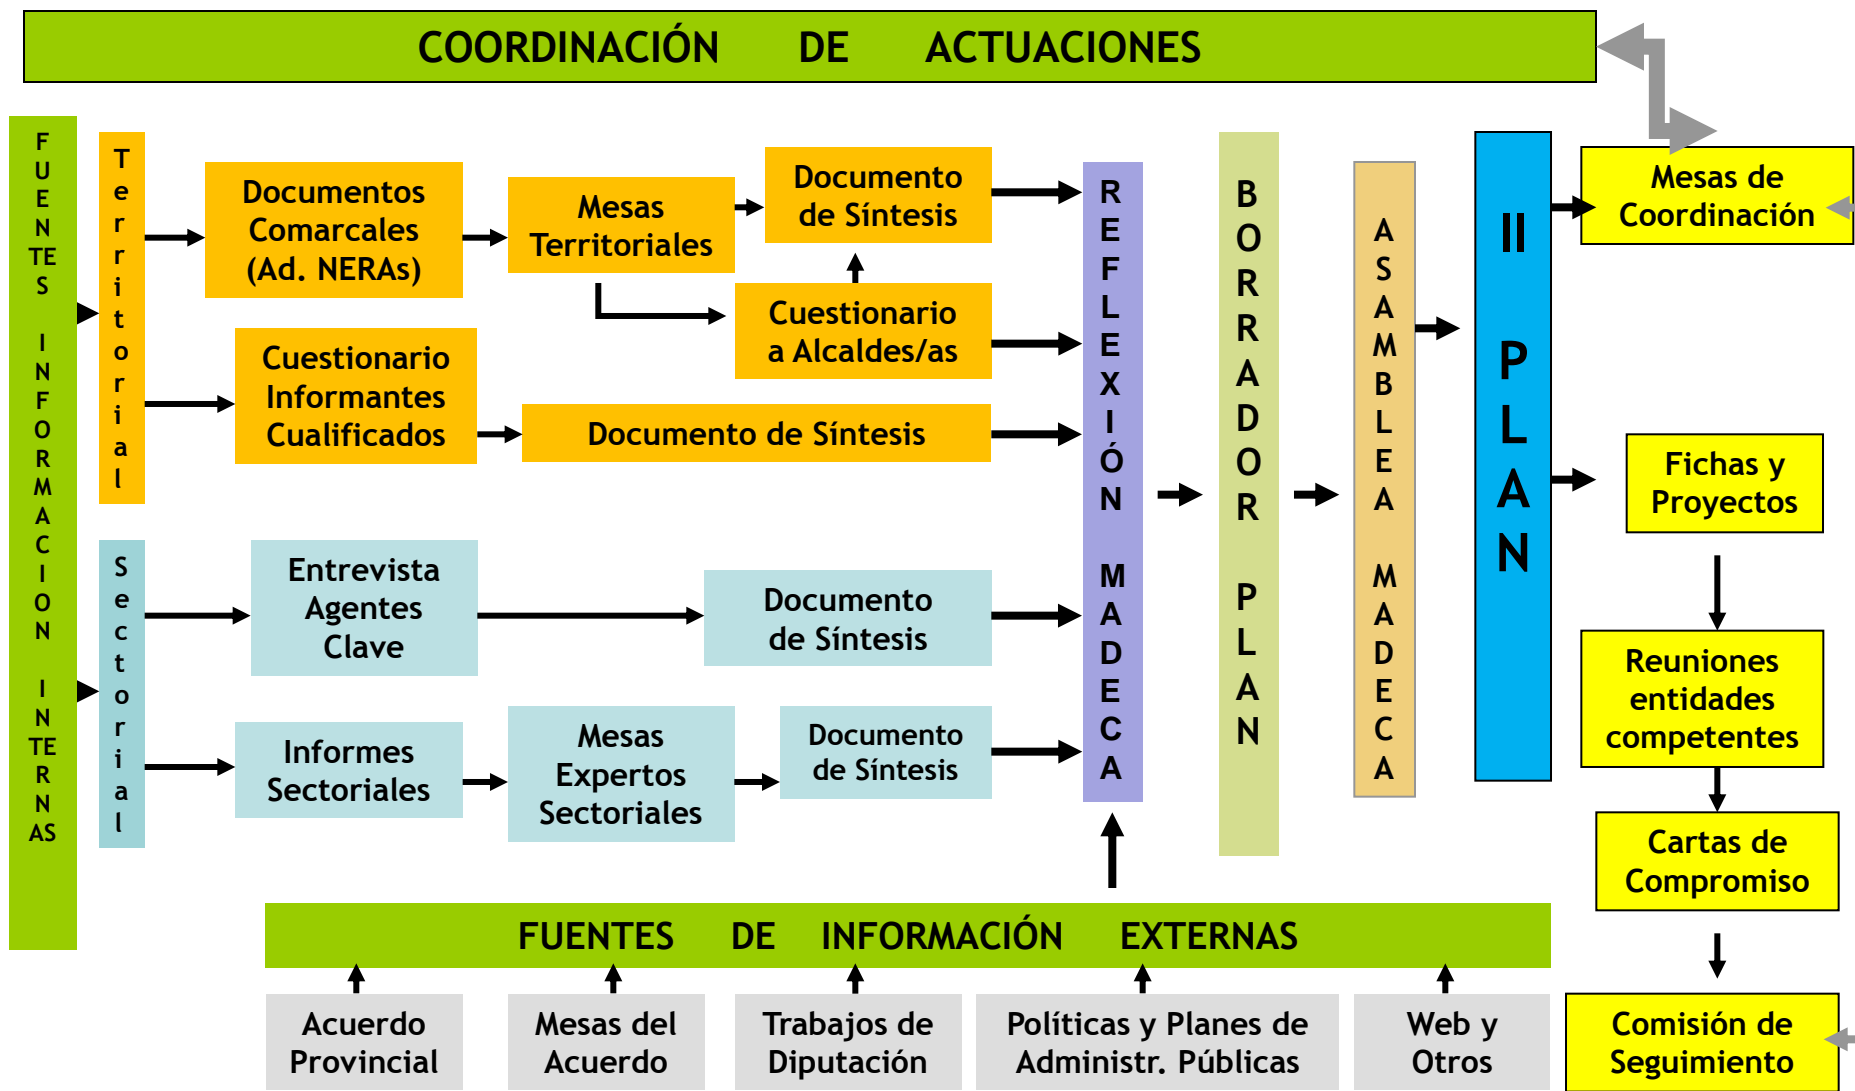 COORDINACIÓN DE ACTUACIONES
FUENTES INFORMACION INTERNAS
Territorial
Documentos
Comarcales
(Ad. NERAs)
Mesas
Territoriales
Documento
de Síntesis
Cuestionario
a Alcaldes/as
Cuestionario
Informantes
Cualificados
Documento de Síntesis
Sectorial
Entrevista
Agentes
Clave
Documento
de Síntesis
Informes
Sectoriales
Mesas
Expertos
Sectoriales
Documento
de Síntesis
REFLEXIÓN MADECA
BORRADOR PLAN
ASAMBLEA MADECA
II PLAN
Mesas de
Coordinación
Fichas y
Proyectos
Reuniones
entidades
competentes
Cartas de
Compromiso
Comisión de
Seguimiento
FUENTES DE INFORMACIÓN EXTERNAS
Acuerdo
Provincial
Mesas del
Acuerdo
Trabajos de
Diputación
Políticas y Planes de
Administr. Públicas
Web y
Otros